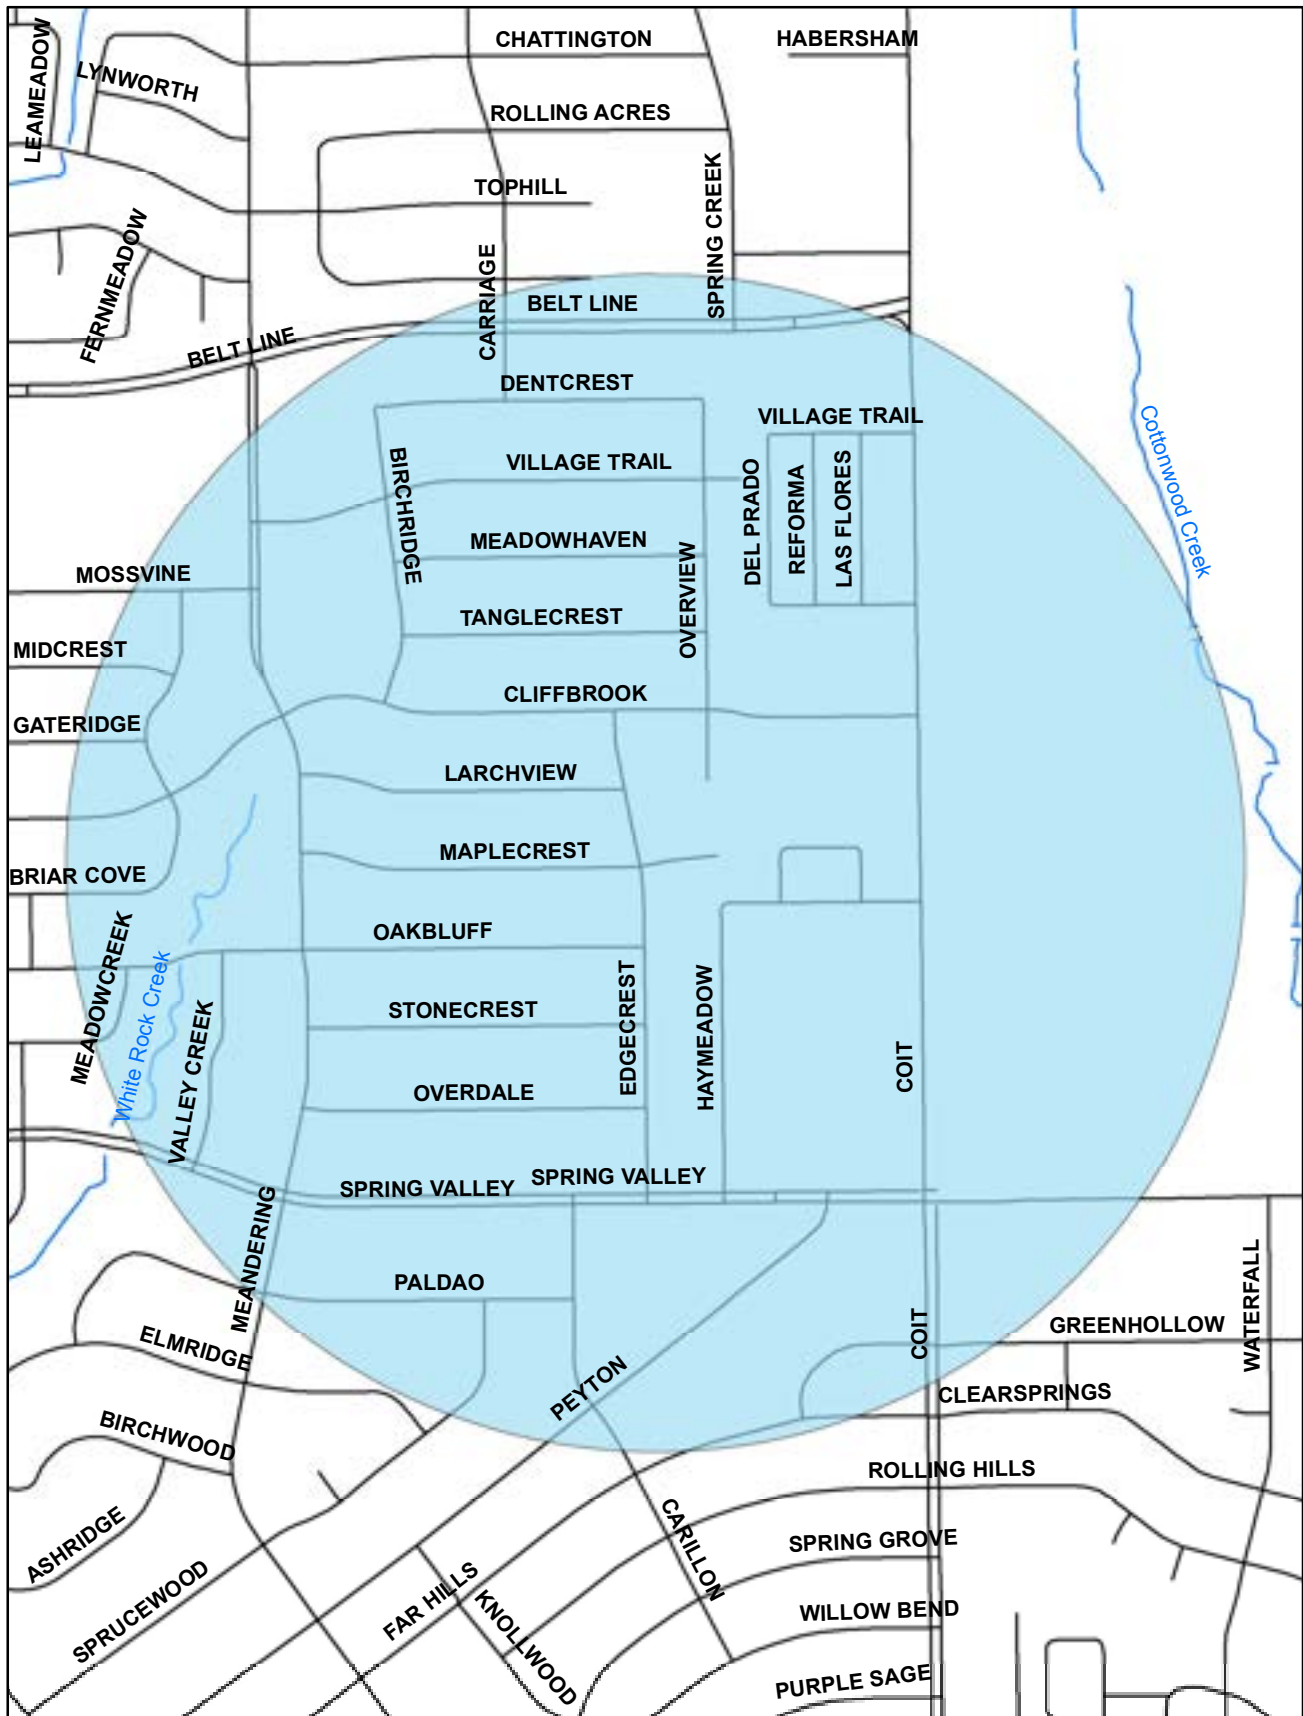 CHATTINGTON
HABERSHAM
LEAMEADOW
LYNWORTH
ROLLING ACRES
TOPHILL
SPRING CREEK
FERNMEADOW
CARRIAGE
BELT LINE
BELT LINE
DENTCREST
VILLAGE TRAIL
VILLAGE TRAIL
BIRCHRIDGE
DEL PRADO
REFORMA
LAS FLORES
Cottonwood Creek
MEADOWHAVEN
MOSSVINE
TANGLECREST
OVERVIEW
MIDCREST
CLIFFBROOK
GATERIDGE
LARCHVIEW
MAPLECREST
BRIAR COVE
OAKBLUFF
MEADOWCREEK
White Rock Creek
VALLEY CREEK
STONECREST
EDGECREST
HAYMEADOW
COIT
OVERDALE
SPRING VALLEY
SPRING VALLEY
MEANDERING
PALDAO
ELMRIDGE
PEYTON
COIT
GREENHOLLOW
WATERFALL
CLEARSPRINGS
BIRCHWOOD
ROLLING HILLS
ASHRIDGE
CARILLON
SPRING GROVE
SPRUCEWOOD
FAR HILLS
KNOLLWOOD
WILLOW BEND
PURPLE SAGE